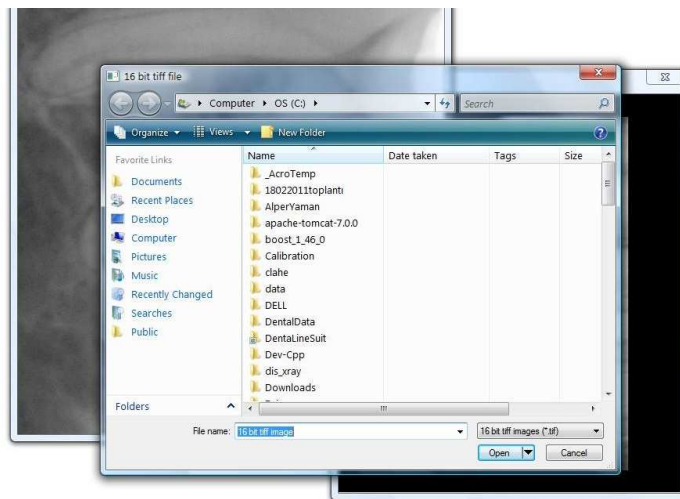 16 bit tiff file
Computer OS (C:) Search
Organize Views New Folder
Favorite Links
Documents
Recent Places
Desktop
Computer
Pictures
Music
Recently Changed
Searches
Public
Folders
Name Date taken Tags Size
_AcroTemp
18022011toplantı
AlperYaman
apache-tomcat-7.0.0
boost_1_46_0
Calibration
clahe
data
DELL
DentalData
DentaLineSuit
Dev-Cpp
dis_xray
Downloads
File name: 16 bit tiff image 16 bit tiff images (*.tif)
Open Cancel